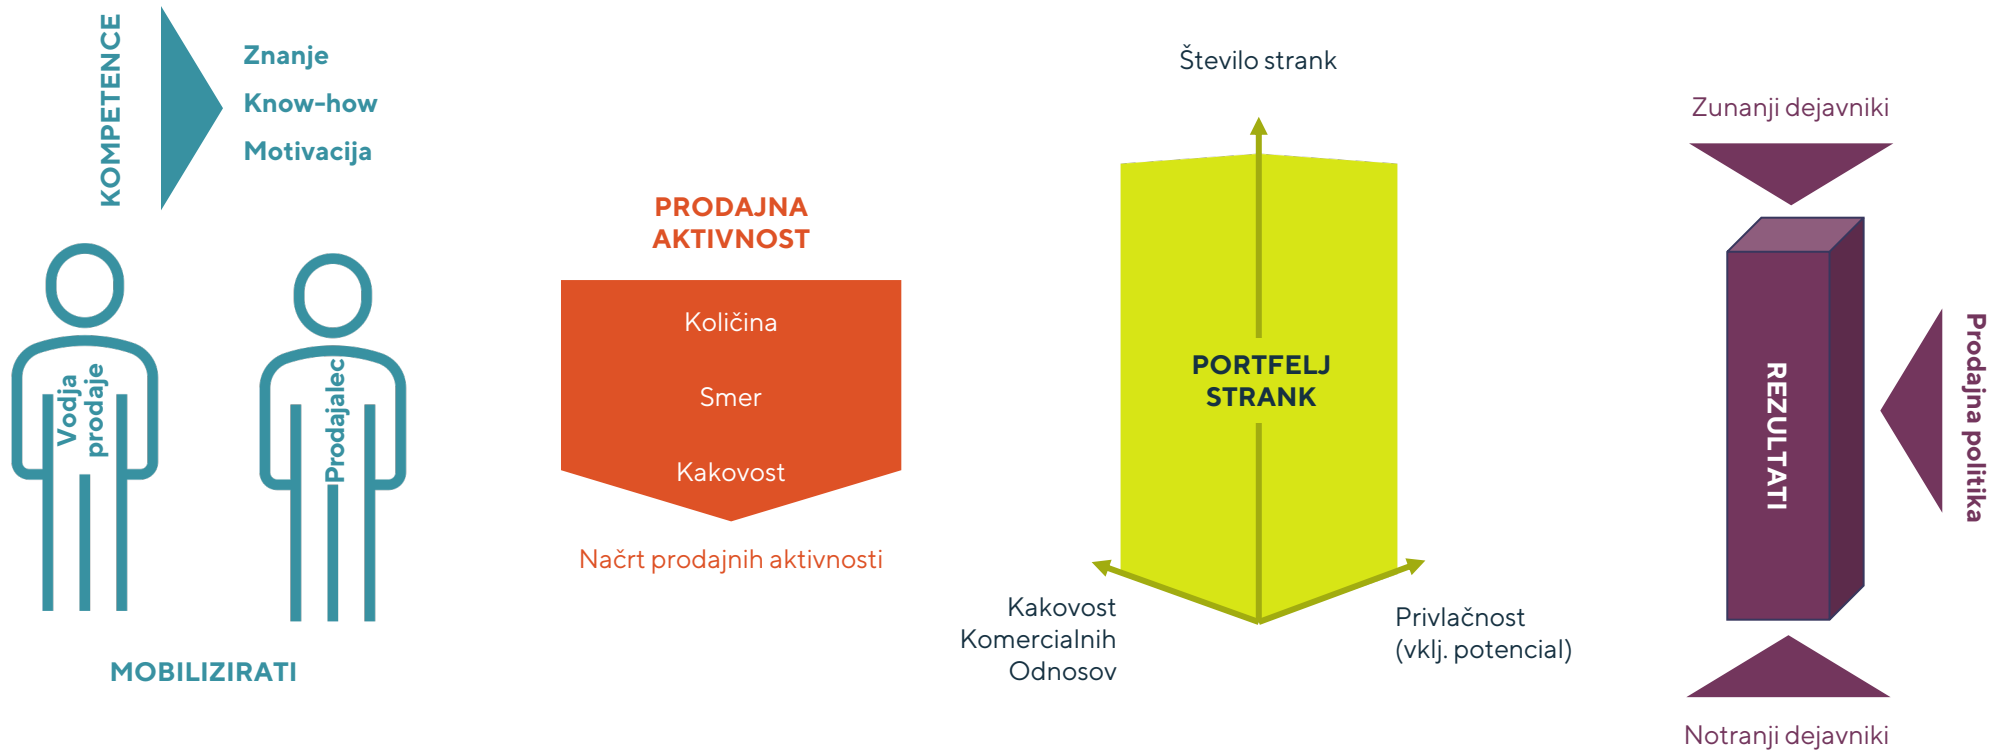 KOMPETENCE
Znanje
Know-how
Motivacija
Vodja
prodaje
Prodajalec
MOBILIZIRATI
PRODAJNA
AKTIVNOST
Količina
Smer
Kakovost
Načrt prodajnih aktivnosti
Število strank
PORTFELJ
STRANK
Kakovost
Komercialnih
Odnosov
Privlačnost
(vklj. potencial)
Zunanji dejavniki
REZULTATI
Prodajna politika
Notranji dejavniki